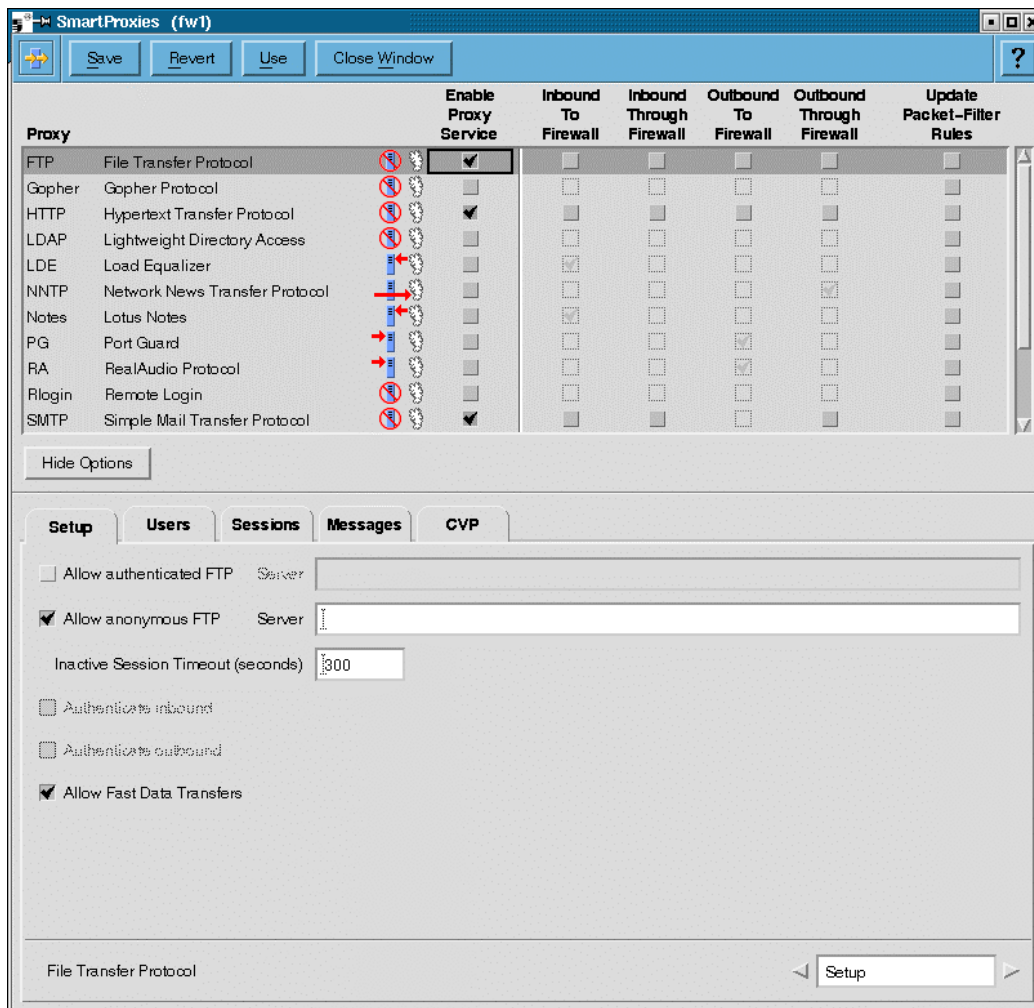 SmartProxies (fw1)
Save Revert Use Close Window ?
Proxy Enable Proxy Service Inbound To Firewall Inbound Through Firewall Outbound To Firewall Outbound Through Firewall Update Packet-Filter Rules
FTP File Transfer Protocol
Gopher Gopher Protocol
HTTP Hypertext Transfer Protocol
LDAP Lightweight Directory Access
LDE Load Equalizer
NNTP Network News Transfer Protocol
Notes Lotus Notes
PG Port Guard
RA RealAudio Protocol
Rlogin Remote Login
SMTP Simple Mail Transfer Protocol
Hide Options
Setup Users Sessions Messages CVP
Allow authenticated FTP Server
Allow anonymous FTP Server
Inactive Session Timeout (seconds) 300
Authenticate inbound
Authenticate outbound
Allow Fast Data Transfers
File Transfer Protocol Setup